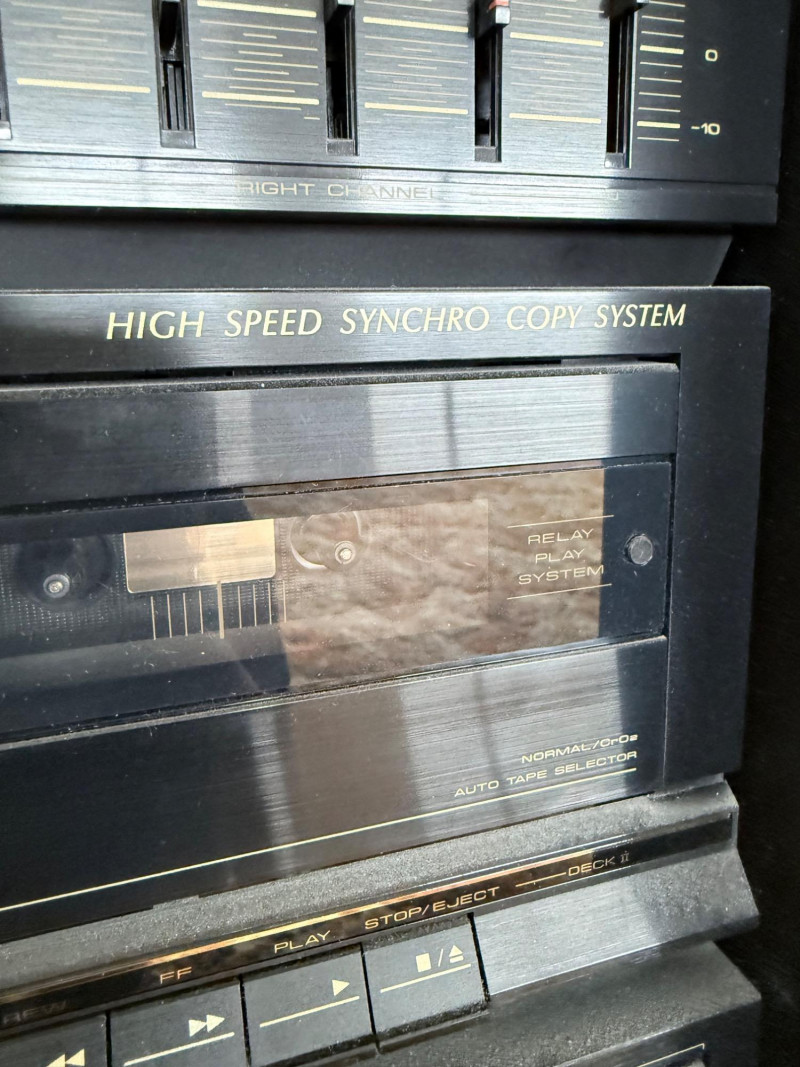 0
-10
RIGHT CHANNEL
HIGH SPEED SYNCHRO COPY SYSTEM
RELAY
PLAY
SYSTEM
NORMAL/CrO₂
AUTO TAPE SELECTOR
DECK II
STOP/EJECT
PLAY
FF
REW